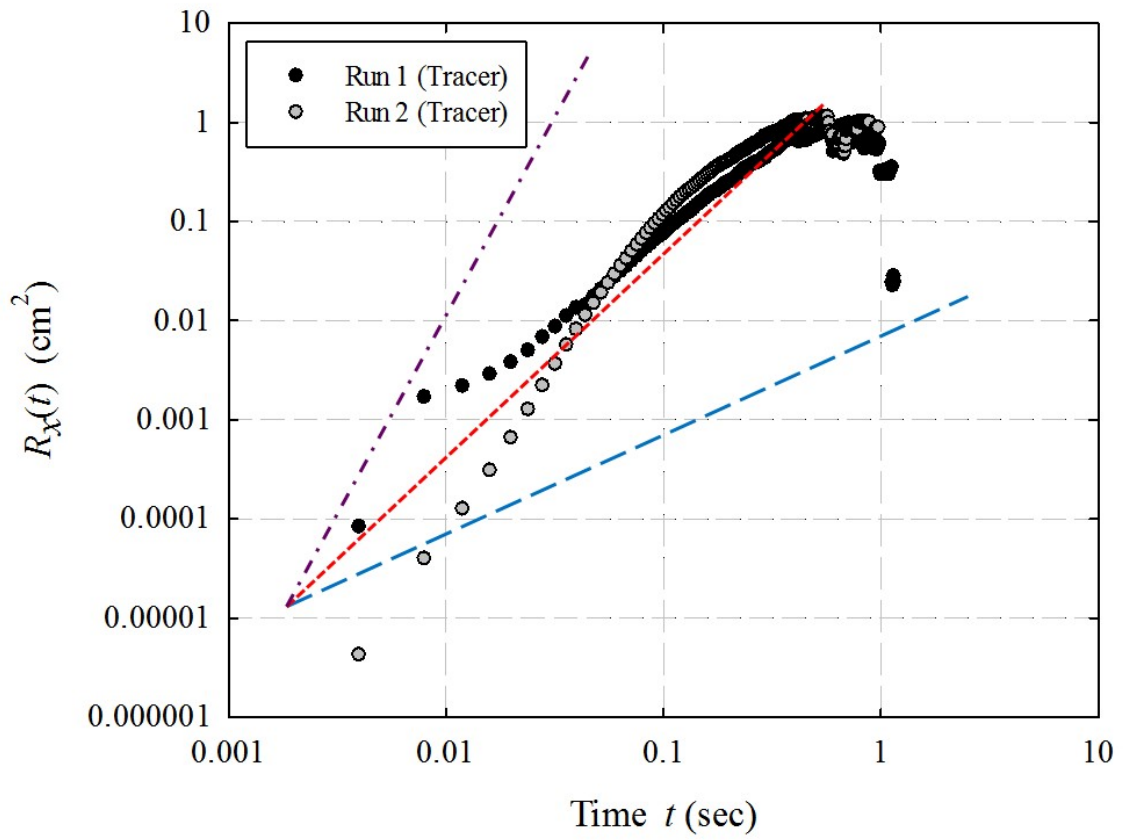 10
1
0.1
0.01
0.001
0.0001
0.00001
0.000001
Run 1 (Tracer)
Run 2 (Tracer)
Rx(t) (cm²)
0.001 0.01 0.1 1 10
Time t (sec)